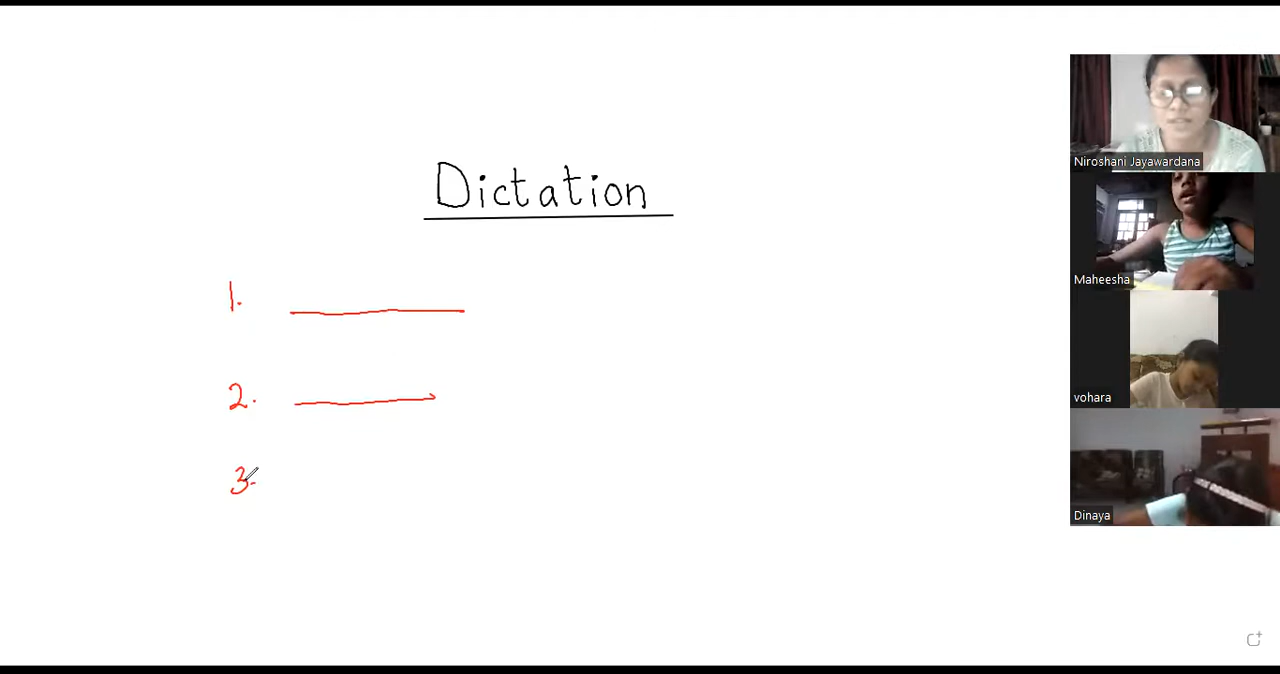 Dictation
1.
2.
3.
Niroshani Jayawardana
Maheesha
vohara
Dinaya